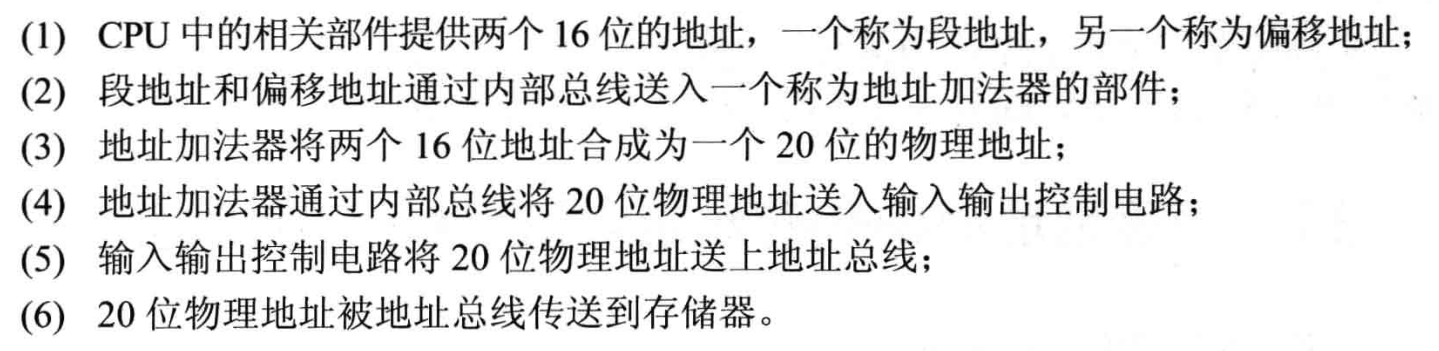 (1) CPU 中的相关部件提供两个 16 位的地址，一个称为段地址，另一个称为偏移地址；
(2) 段地址和偏移地址通过内部总线送入一个称为地址加法器的部件；
(3) 地址加法器将两个 16 位地址合成为一个 20 位的物理地址；
(4) 地址加法器通过内部总线将 20 位物理地址送入输入输出控制电路；
(5) 输入输出控制电路将 20 位物理地址送上地址总线；
(6) 20 位物理地址被地址总线传送到存储器。